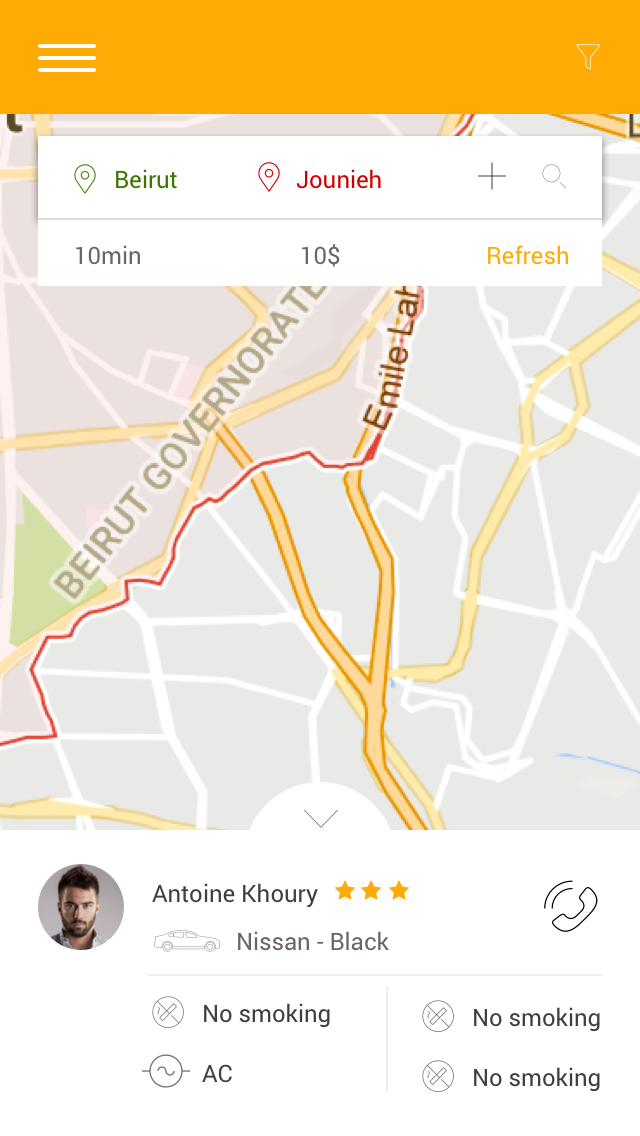 Beirut Jounieh
10min 10$ Refresh
Emile Lah
BEIRUT GOVERNORATE
Antoine Khoury
Nissan - Black
No smoking No smoking
AC No smoking